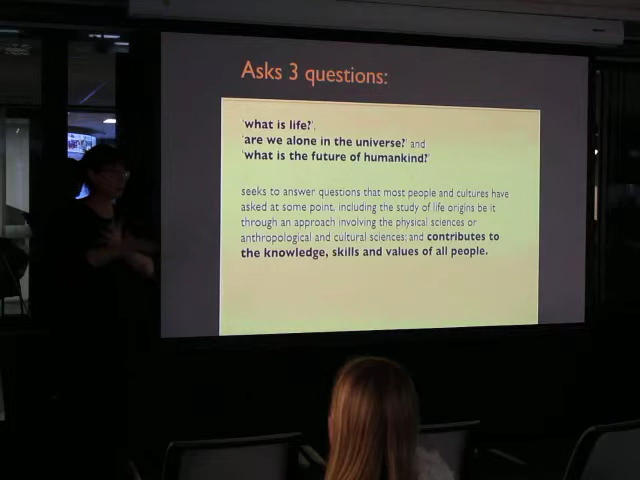 Asks 3 questions:
'what is life?',
'are we alone in the universe?' and
'what is the future of humankind?'
seeks to answer questions that most people and cultures have
asked at some point, including the study of life origins be it
through an approach involving the physical sciences or
anthropological and cultural sciences; and contributes to
the knowledge, skills and values of all people.